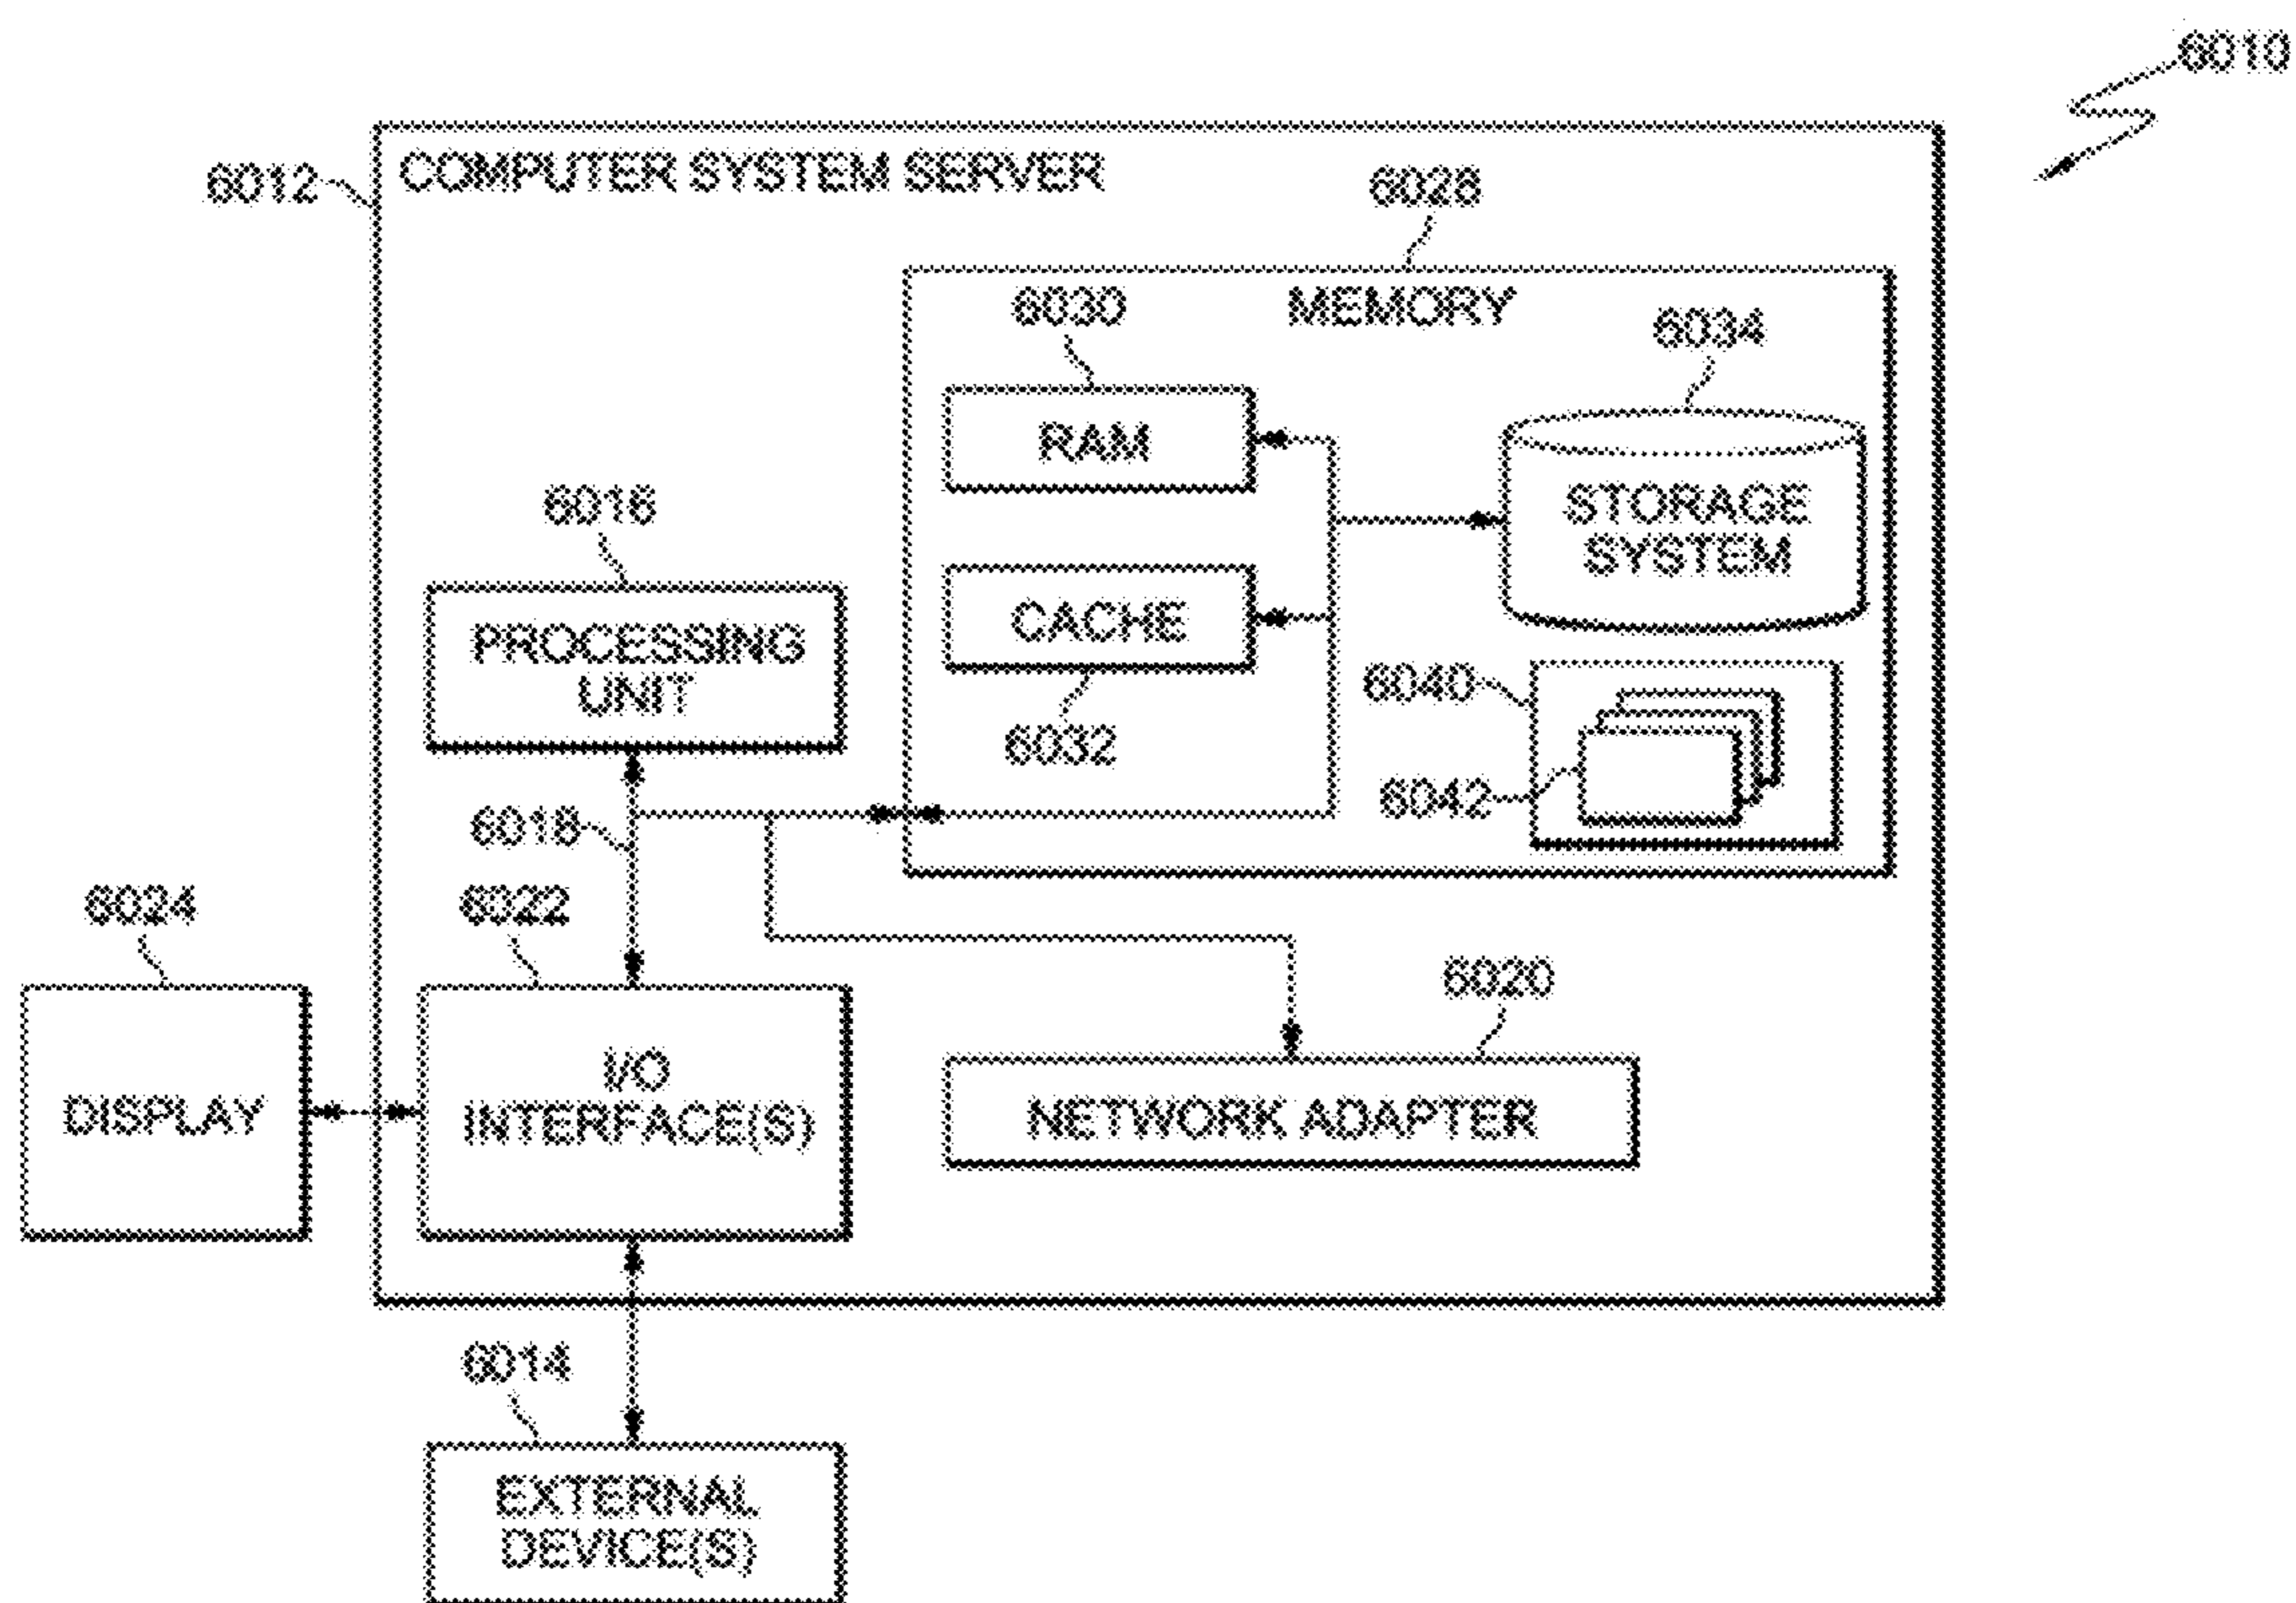 6010
6012
COMPUTER SYSTEM SERVER
6028
6030
MEMORY
6034
RAM
STORAGE
SYSTEM
6016
PROCESSING
UNIT
CACHE
6032
6040
6042
6018
6024
6022
6020
DISPLAY
I/O
INTERFACE(S)
NETWORK ADAPTER
6014
EXTERNAL
DEVICE(S)